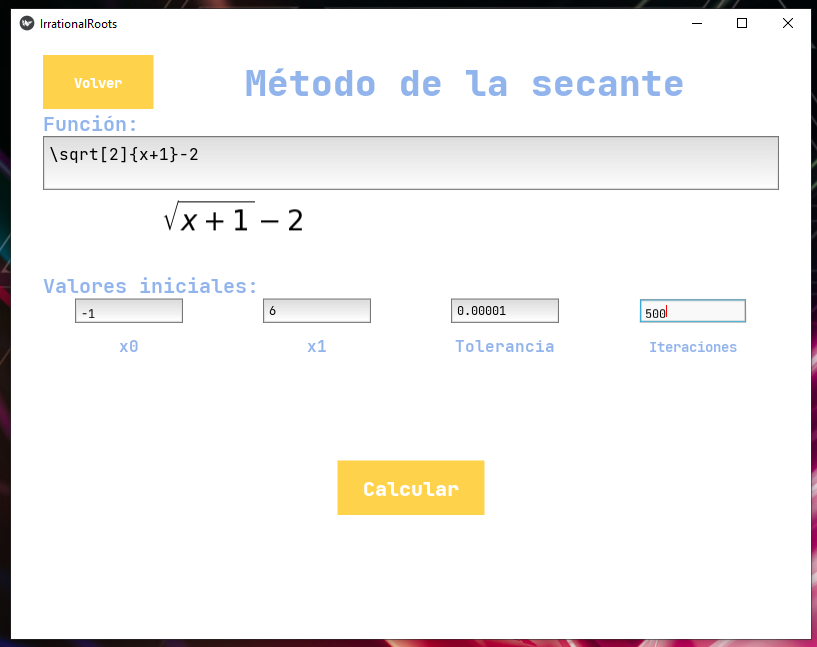 IrrationalRoots
Volver
Método de la secante
Función:
\sqrt[2]{x+1}-2
√x + 1 − 2
Valores iniciales:
-1 6 0.00001 500
x0 x1 Tolerancia Iteraciones
Calcular